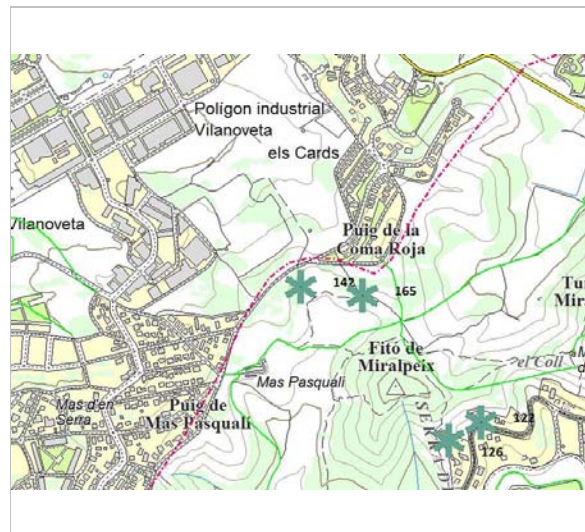 Polígon industrial
Vilanoveta
els Cards
Vilanoveta
Puig de la
Coma Roja
142
165
Fitó de
Miralpeix
el Coll
Mas Pasqualí
Puig de
Mas Pasqualí
Mas d'en
Serra
122
126